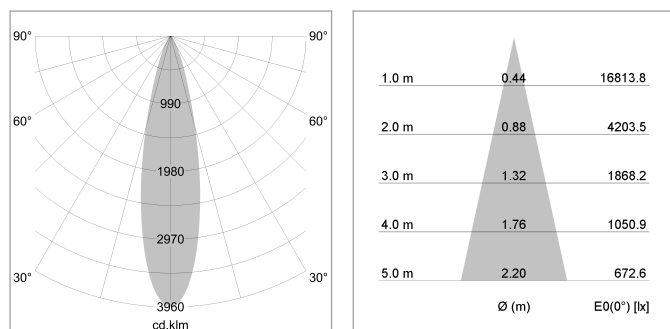 90° 90°
990
60° 60°
1980
2970
30° 30°
3960
cd.klm
1.0 m 0.44 16813.8
2.0 m 0.88 4203.5
3.0 m 1.32 1868.2
4.0 m 1.76 1050.9
5.0 m 2.20 672.6
Ø (m) E0(0°) [lx]